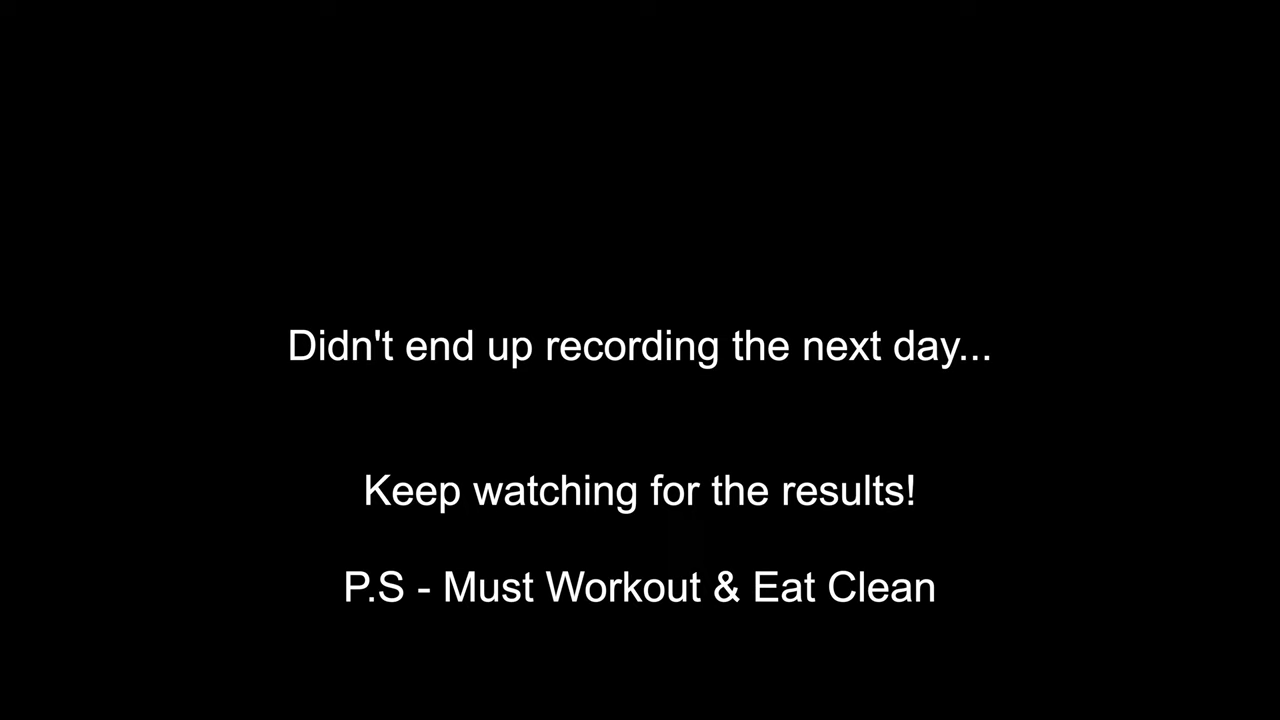 Didn't end up recording the next day...
Keep watching for the results!
P.S - Must Workout & Eat Clean